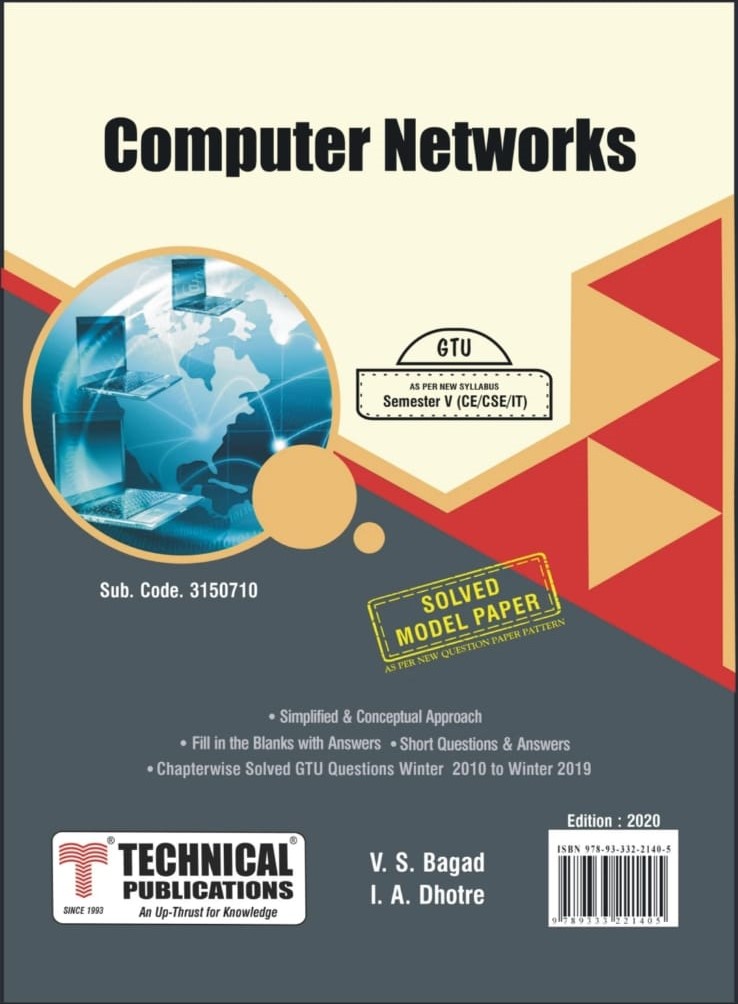 Computer Networks
GTU
AS PER NEW SYLLABUS
Semester V (CE/CSE/IT)
Sub. Code. 3150710
SOLVED
MODEL PAPER
AS PER NEW QUESTION PAPER PATTERN
• Simplified & Conceptual Approach
• Fill in the Blanks with Answers • Short Questions & Answers
• Chapterwise Solved GTU Questions Winter 2010 to Winter 2019
Edition : 2020
ISBN 978-93-332-2140-5
9 789333 221405
V. S. Bagad
I. A. Dhotre
® ®
TECHNICAL
PUBLICATIONS
SINCE 1993 An Up-Thrust for Knowledge